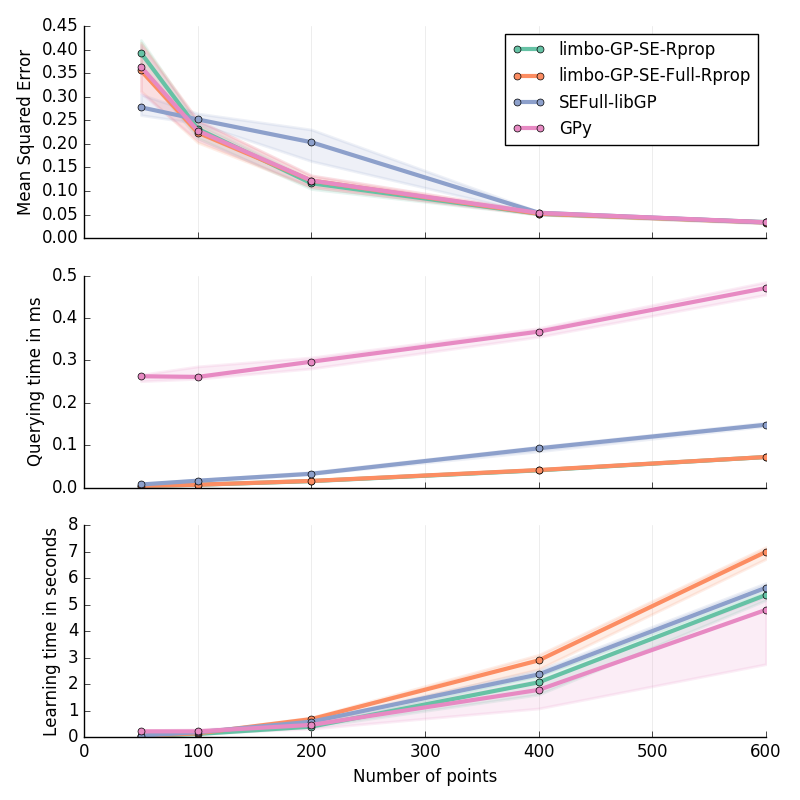 0.45
0.40
0.35
0.30
0.25
0.20
0.15
0.10
0.05
0.00
Mean Squared Error
limbo-GP-SE-Rprop
limbo-GP-SE-Full-Rprop
SEFull-libGP
GPy
0.5
0.4
0.3
0.2
0.1
0.0
Querying time in ms
8
7
6
5
4
3
2
1
0
Learning time in seconds
0 100 200 300 400 500 600
Number of points